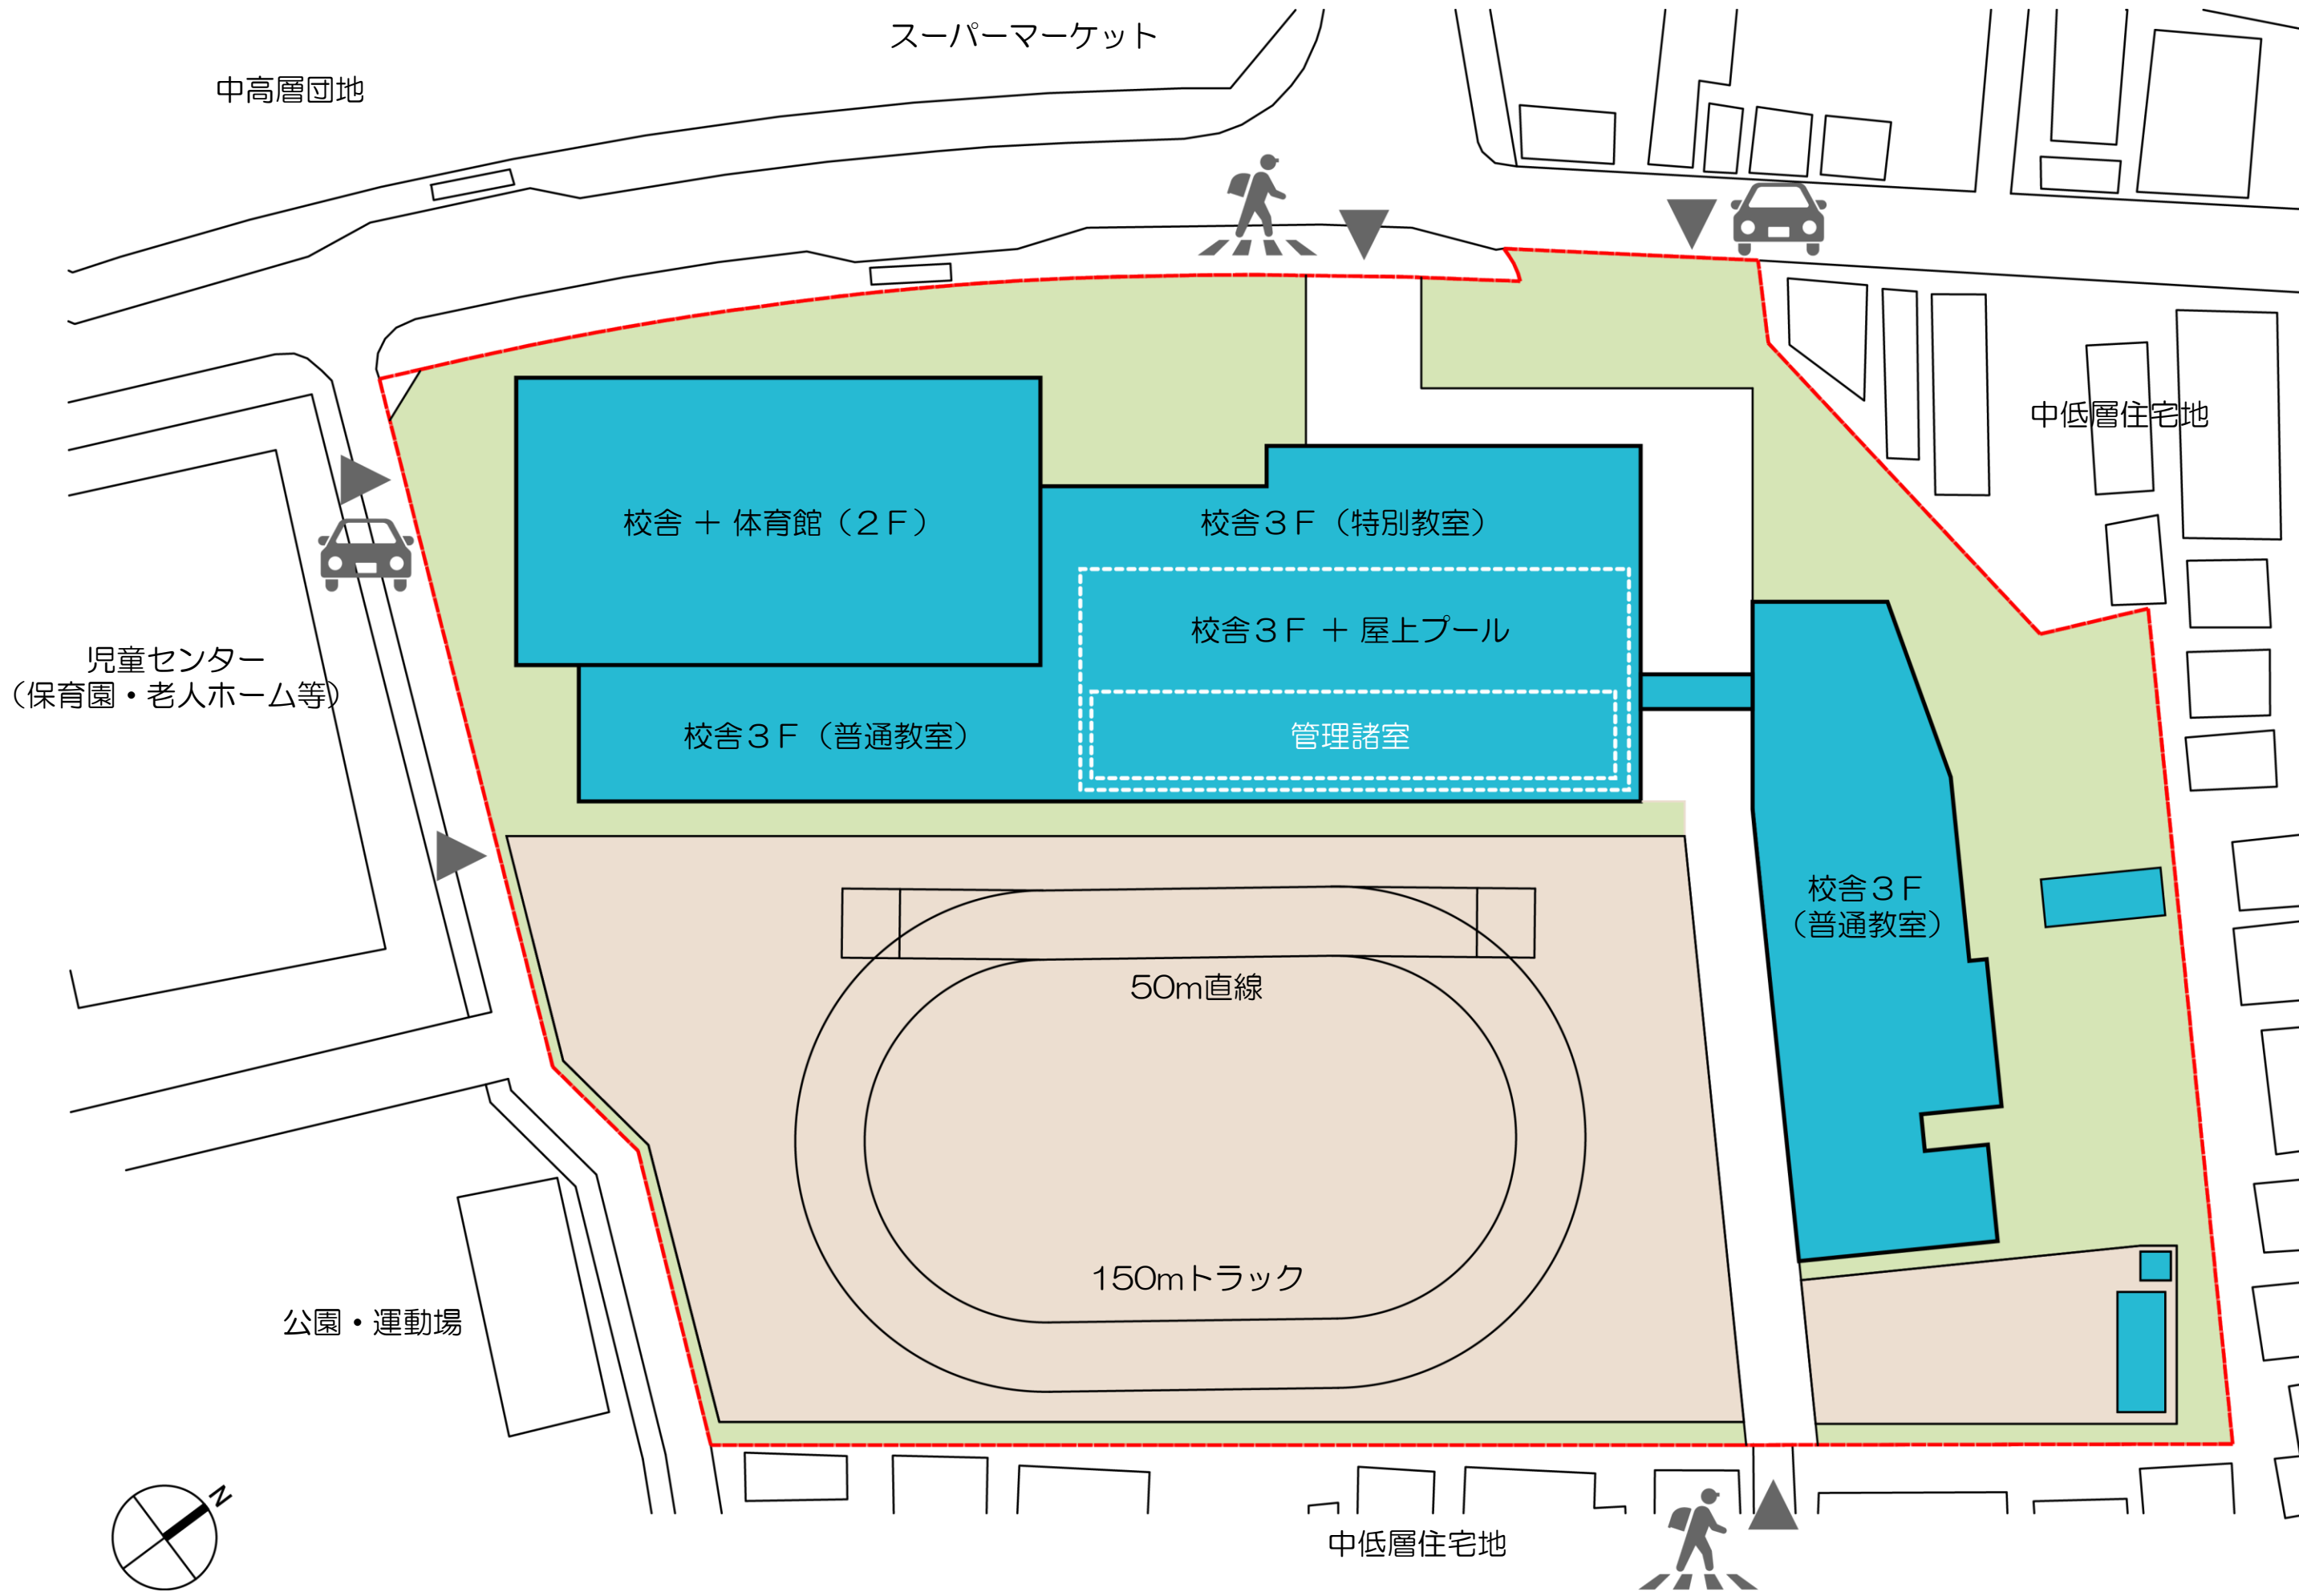 スーパーマーケット
中高層団地
中低層住宅地
校舎 ＋ 体育館（２Ｆ）
校舎３Ｆ（特別教室）
校舎３Ｆ ＋ 屋上プール
児童センター
（保育園・老人ホーム等）
校舎３Ｆ（普通教室）
管理諸室
校舎３Ｆ
（普通教室）
50m直線
150mトラック
公園・運動場
N
中低層住宅地